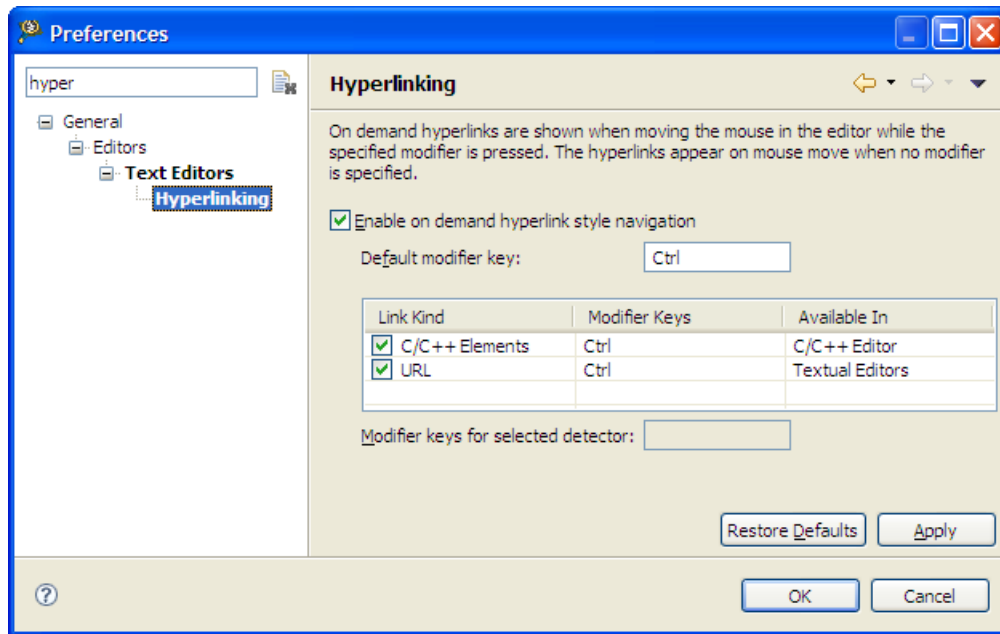 Preferences
hyper
General
Editors
Text Editors
Hyperlinking
Hyperlinking
On demand hyperlinks are shown when moving the mouse in the editor while the
specified modifier is pressed. The hyperlinks appear on mouse move when no modifier
is specified.
Enable on demand hyperlink style navigation
Default modifier key: Ctrl
Link Kind Modifier Keys Available In
C/C++ Elements Ctrl C/C++ Editor
URL Ctrl Textual Editors
Modifier keys for selected detector:
Restore Defaults Apply
OK Cancel